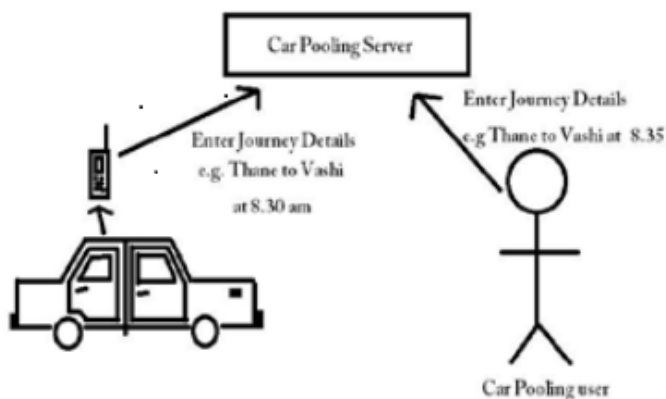 Car Pooling Server
Enter Journey Details
e.g. Thane to Vashi
at 8.30 am
Enter Journey Details
e.g Thane to Vashi at 8.35
Car Pooling user